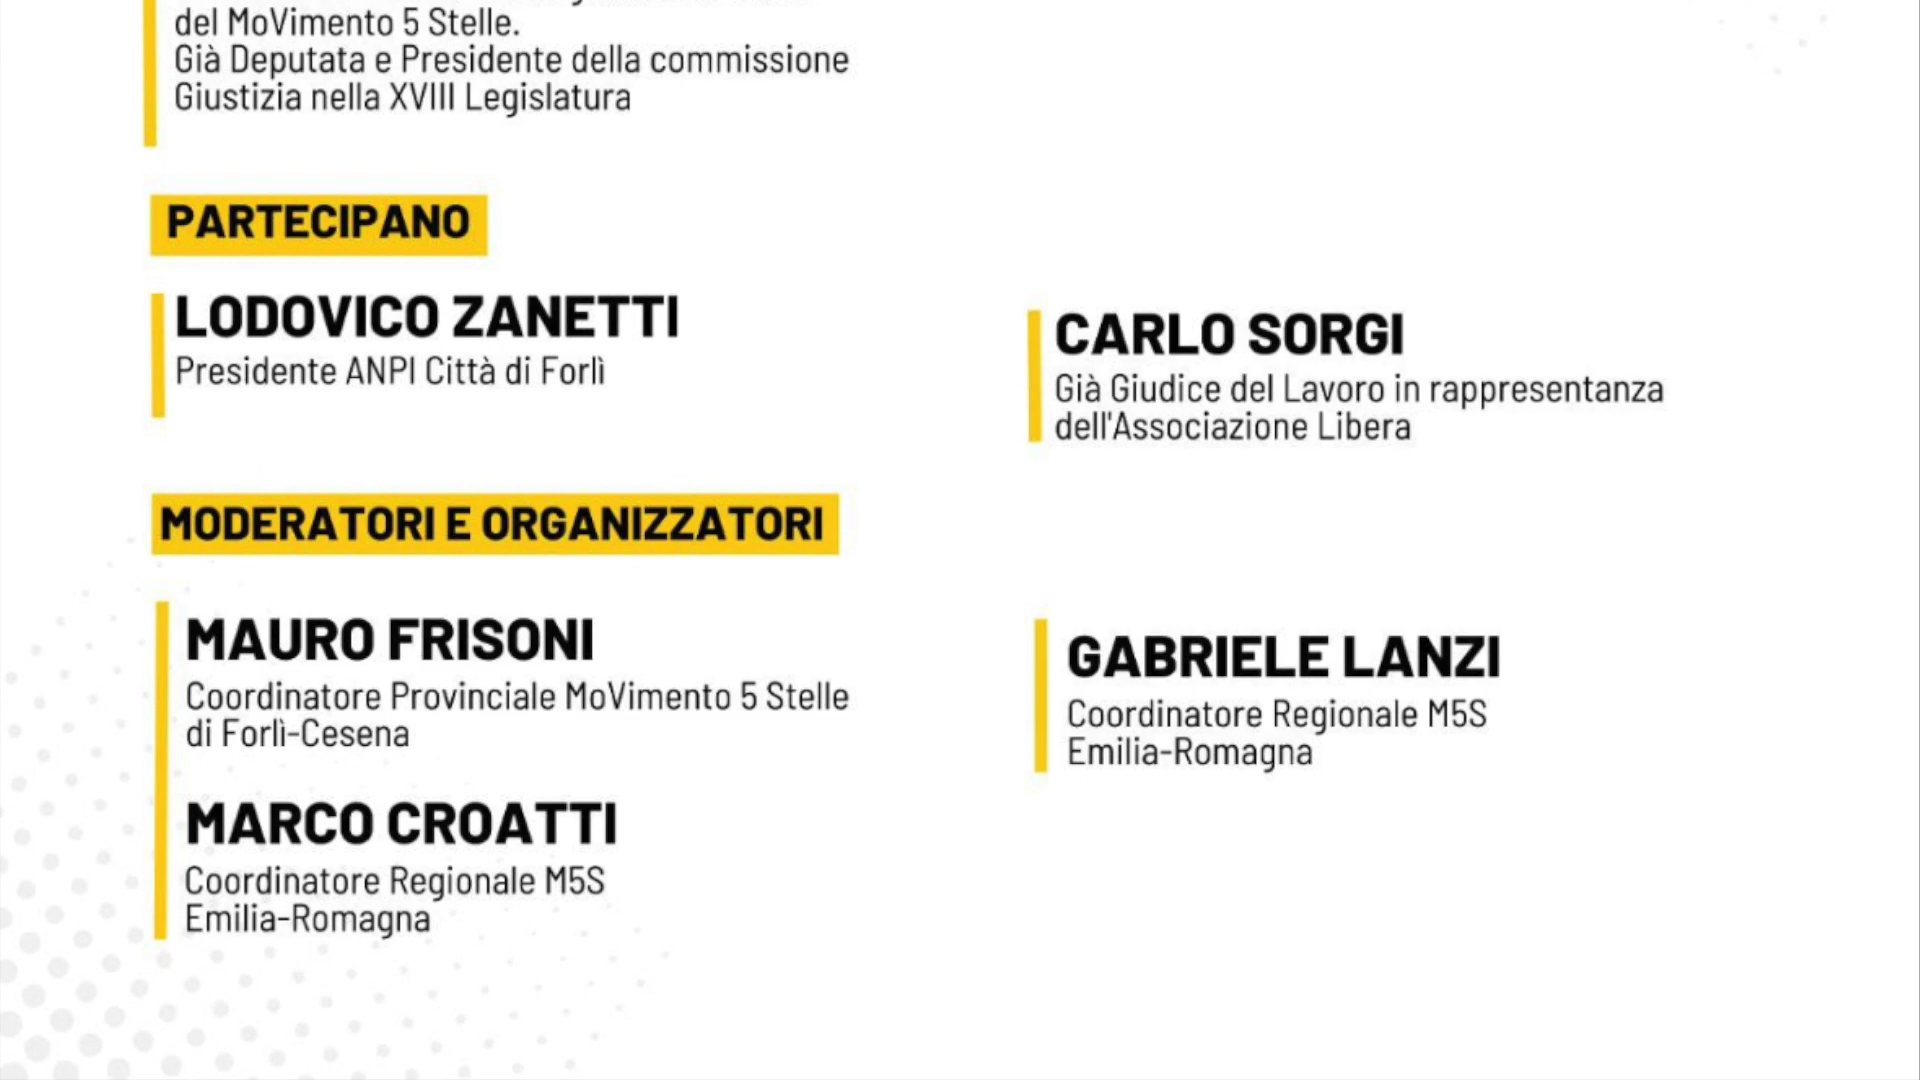 del MoVimento 5 Stelle.
Già Deputata e Presidente della commissione
Giustizia nella XVIII Legislatura
PARTECIPANO
LODOVICO ZANETTI
Presidente ANPI Città di Forlì
CARLO SORGI
Già Giudice del Lavoro in rappresentanza
dell'Associazione Libera
MODERATORI E ORGANIZZATORI
MAURO FRISONI
Coordinatore Provinciale MoVimento 5 Stelle
di Forlì-Cesena
MARCO CROATTI
Coordinatore Regionale M5S
Emilia-Romagna
GABRIELE LANZI
Coordinatore Regionale M5S
Emilia-Romagna